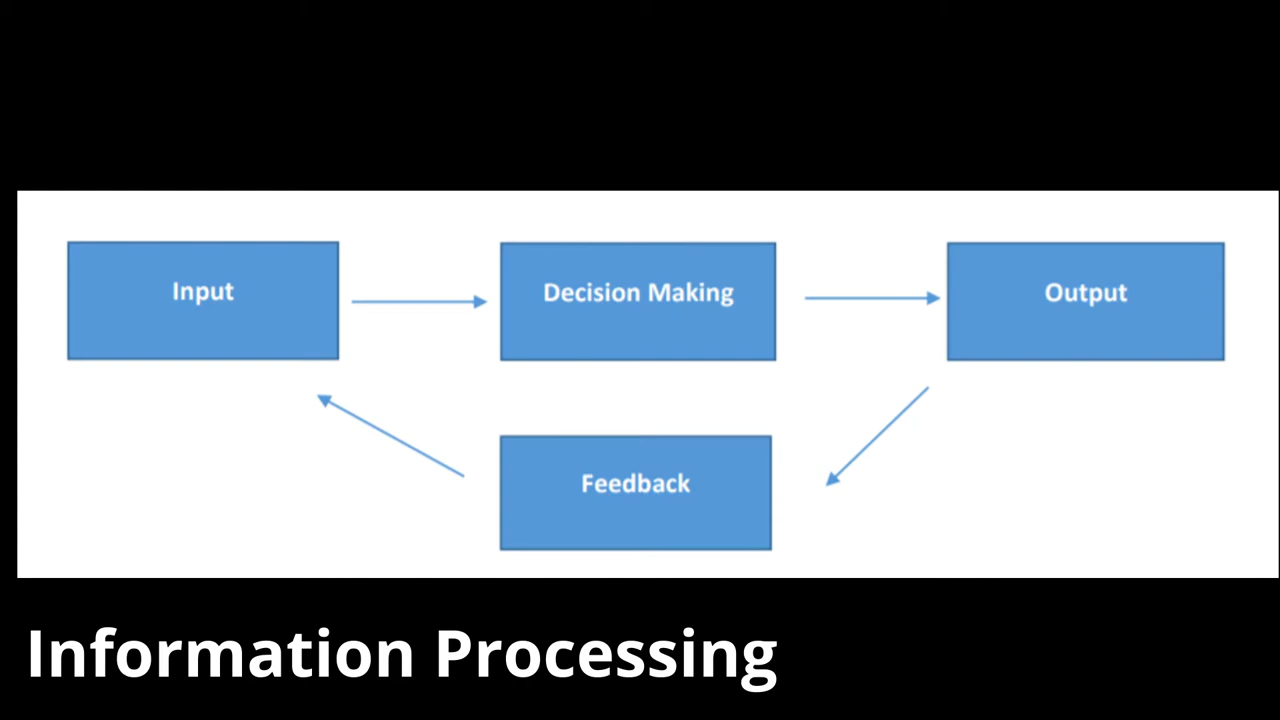 Input
Decision Making
Output
Feedback
Information Processing